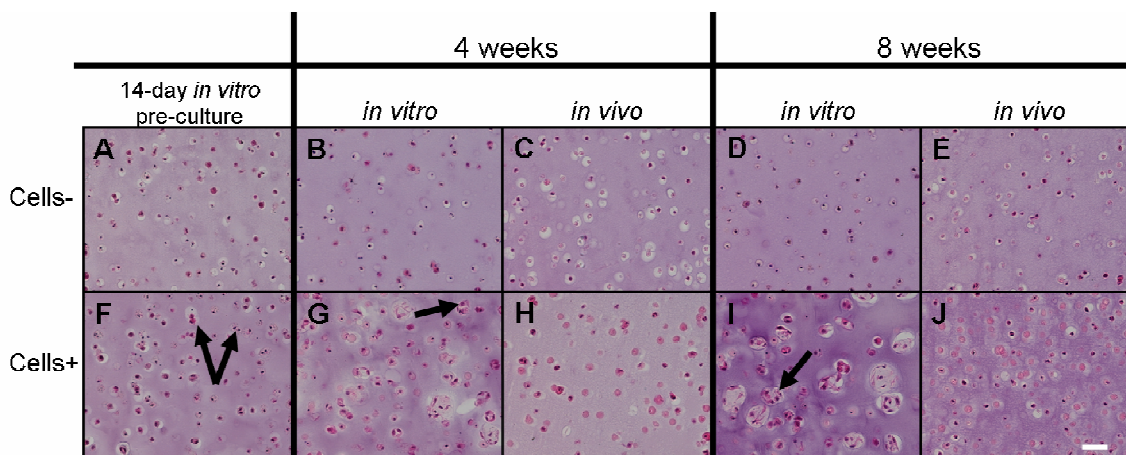 4 weeks 8 weeks
14-day in vitro
pre-culture in vitro in vivo in vitro in vivo
A B C D E
Cells-
F G H I J
Cells+